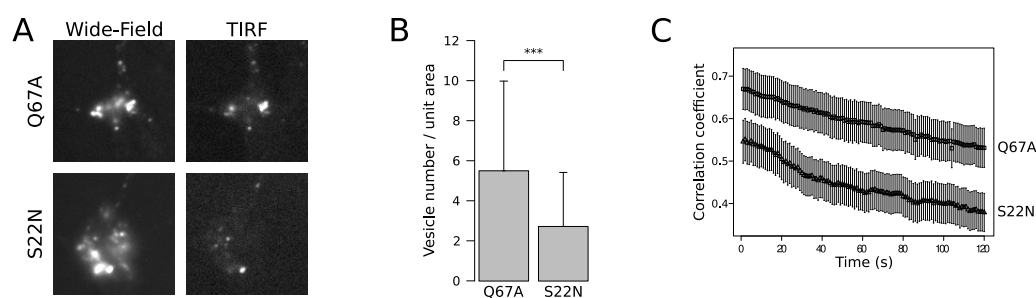 A
Wide-Field
TIRF
Q67A
S22N
B
Vesicle number / unit area
12
10
8
6
4
2
0
***
Q67A
S22N
C
Correlation coefficient
0.7
0.6
0.5
0.4
0
20
40
60
80
100
120
Time (s)
Q67A
S22N